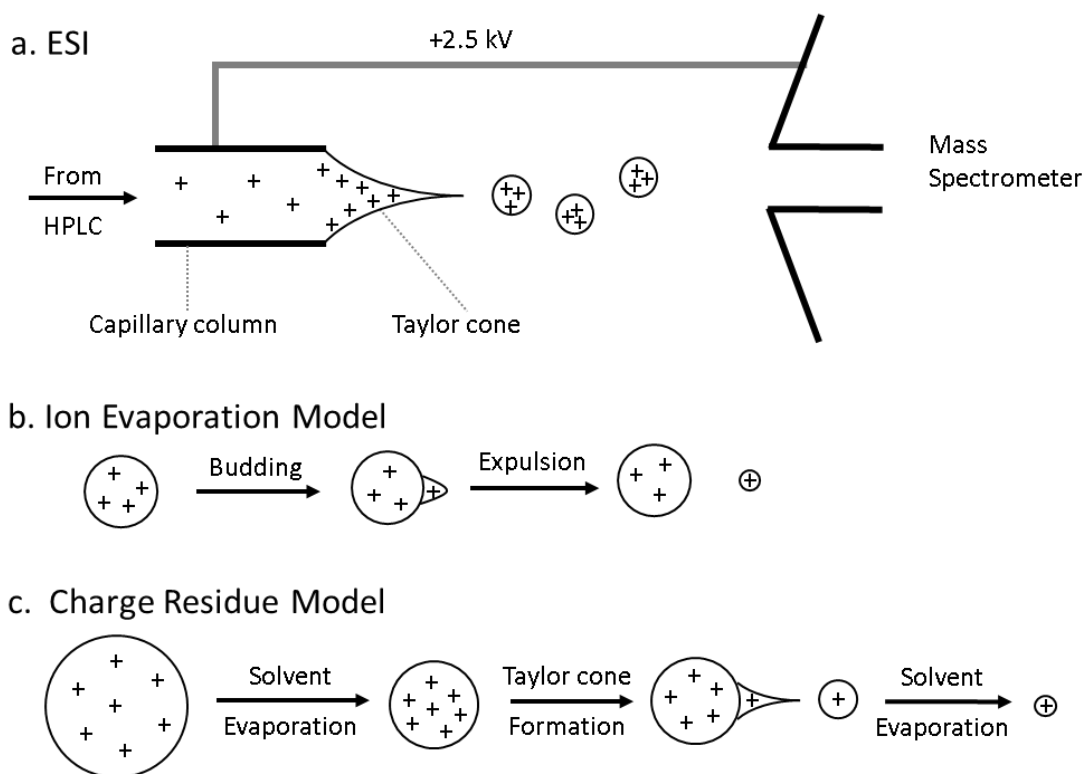 a. ESI
+2.5 kV
From
HPLC
Mass
Spectrometer
Capillary column
Taylor cone
b. Ion Evaporation Model
Budding
Expulsion
c. Charge Residue Model
Solvent
Evaporation
Taylor cone
Formation
Solvent
Evaporation